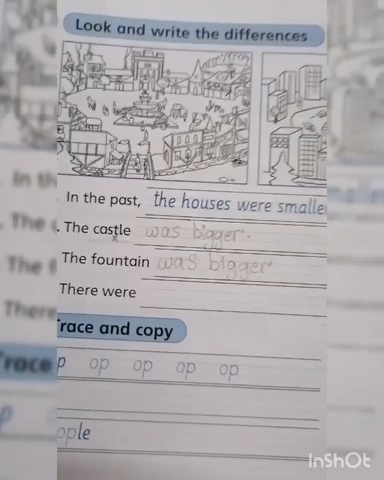 Look and write the differences
In the past, the houses were smalle
. The castle was bigger.
The fountain was bigger
There were
Trace and copy
p op op op op
ople
InShOt